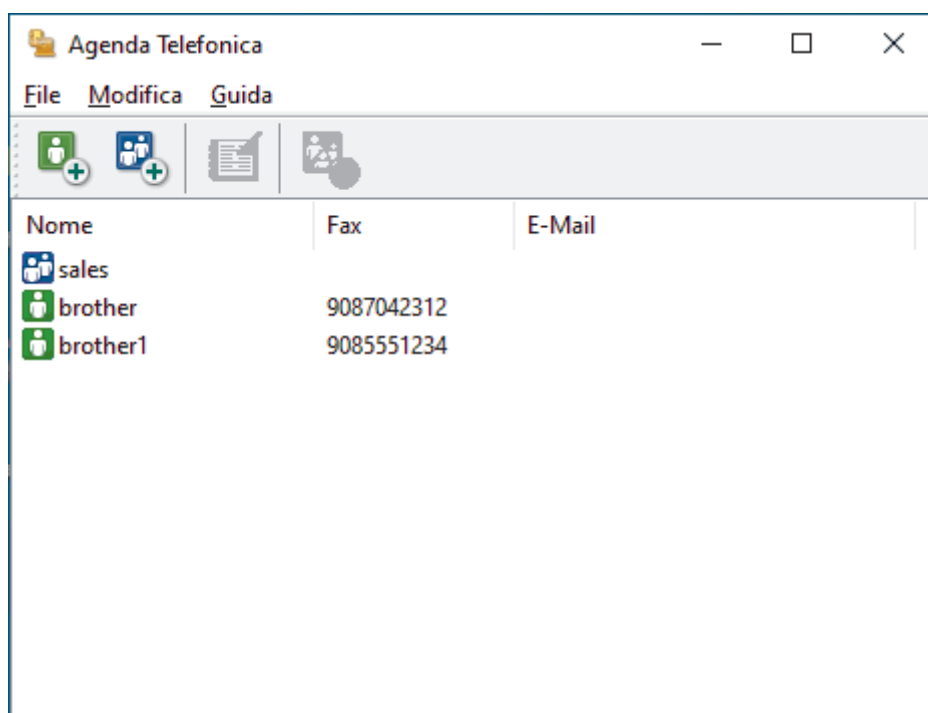 Agenda Telefonica
File Modifica Guida
Nome Fax E-Mail
sales
brother 9087042312
brother1 9085551234